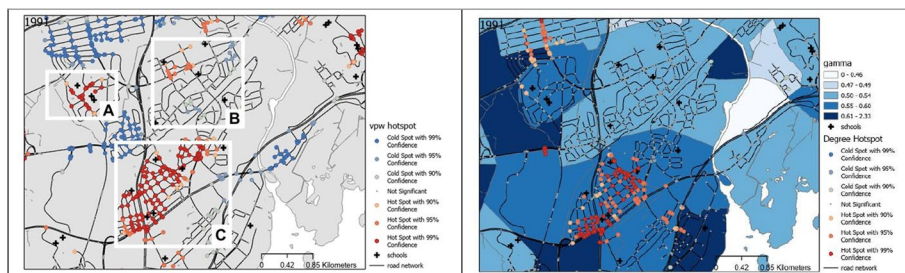 1991
A
B
C
vpw hotspot
Cold Spot with 99%
Confidence
Cold Spot with 95%
Confidence
Cold Spot with 90%
Confidence
Not Significant
Hot Spot with 90%
Confidence
Hot Spot with 95%
Confidence
Hot Spot with 99%
Confidence
schools
road network
0 0.42 0.85 Kilometers
1991
gamma
0 - 0.46
0.47 - 0.49
0.50 - 0.54
0.55 - 0.60
0.61 - 2.33
schools
Degree Hotspot
Cold Spot with 99%
Confidence
Cold Spot with 95%
Confidence
Cold Spot with 90%
Confidence
Not Significant
Hot Spot with 90%
Confidence
Hot Spot with 95%
Confidence
Hot Spot with 99%
Confidence
road network
0 0.42 0.85 Kilometers